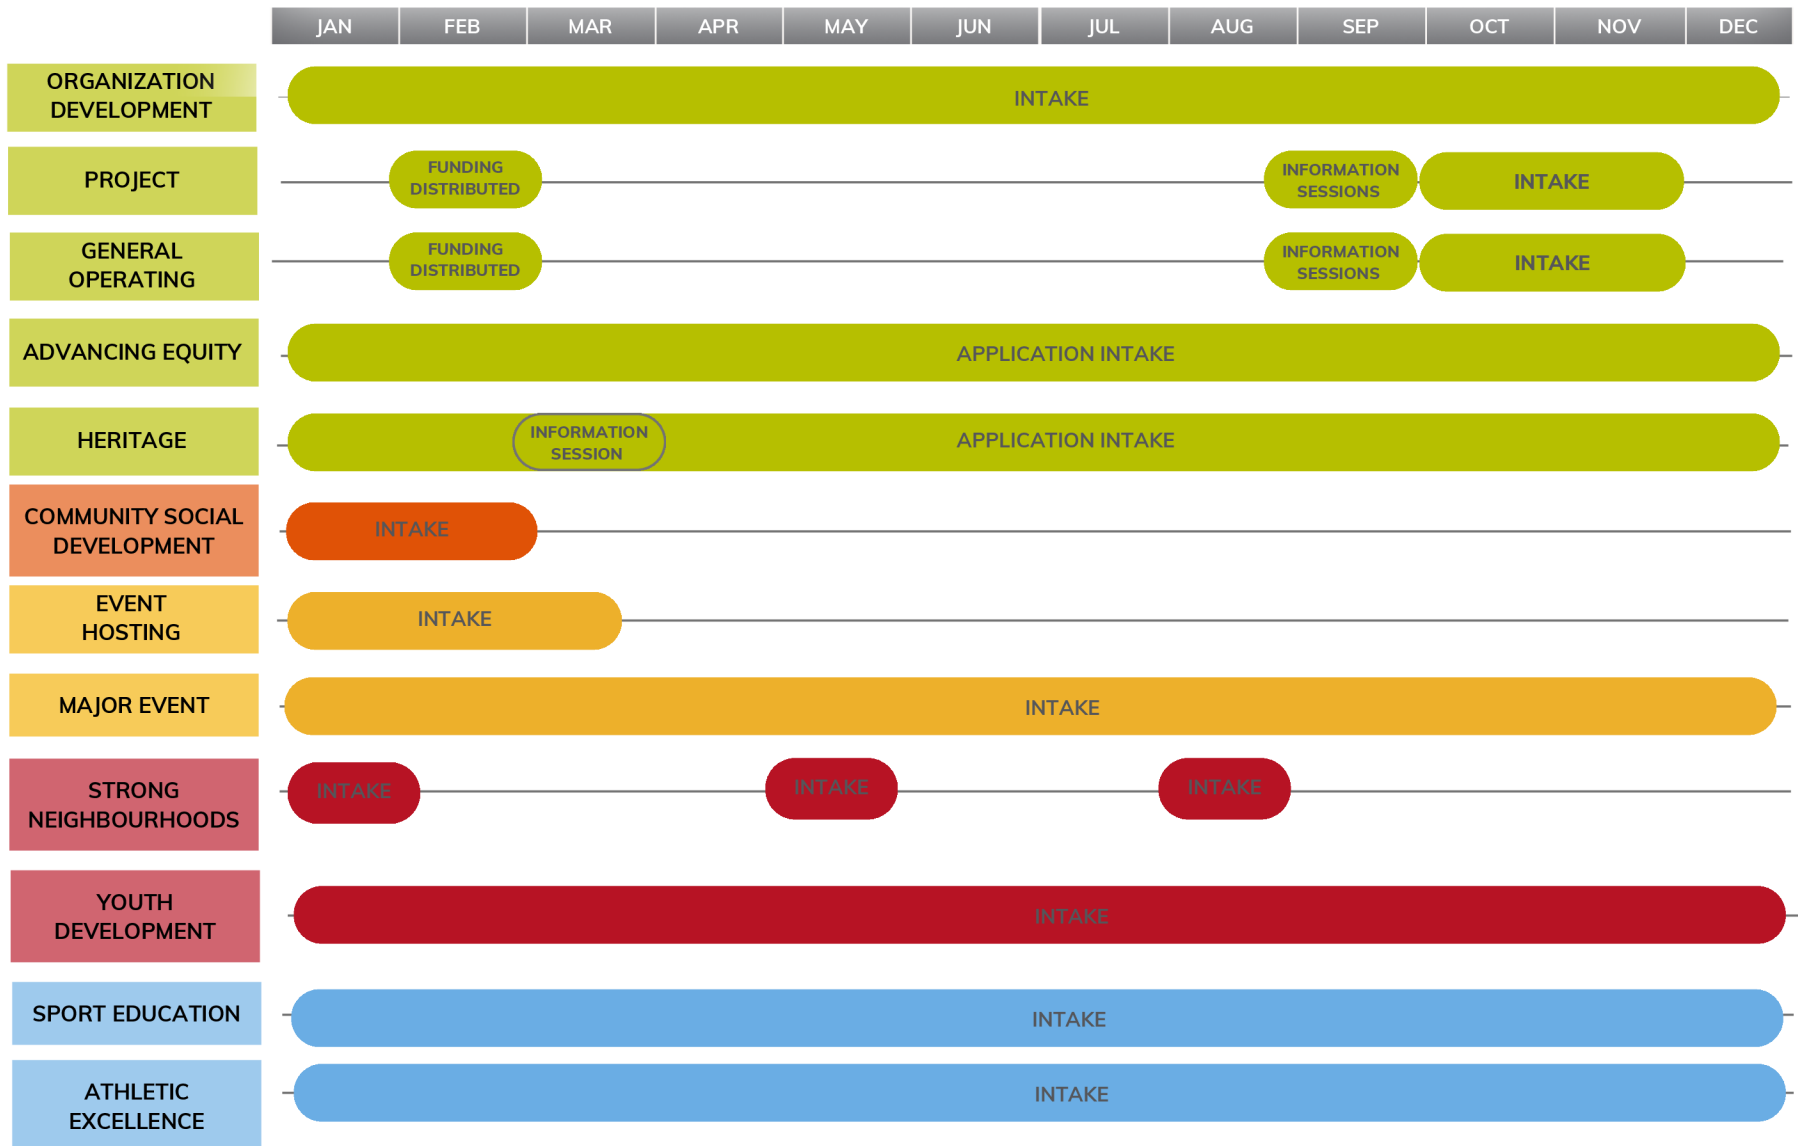 JAN FEB MAR APR MAY JUN JUL AUG SEP OCT NOV DEC
ORGANIZATION
DEVELOPMENT
INTAKE
PROJECT
FUNDING
DISTRIBUTED
INFORMATION
SESSIONS
INTAKE
GENERAL
OPERATING
FUNDING
DISTRIBUTED
INFORMATION
SESSIONS
INTAKE
ADVANCING EQUITY
APPLICATION INTAKE
HERITAGE
INFORMATION
SESSION
APPLICATION INTAKE
COMMUNITY SOCIAL
DEVELOPMENT
INTAKE
EVENT
HOSTING
INTAKE
MAJOR EVENT
INTAKE
STRONG
NEIGHBOURHOODS
INTAKE
INTAKE
INTAKE
YOUTH
DEVELOPMENT
INTAKE
SPORT EDUCATION
INTAKE
ATHLETIC
EXCELLENCE
INTAKE